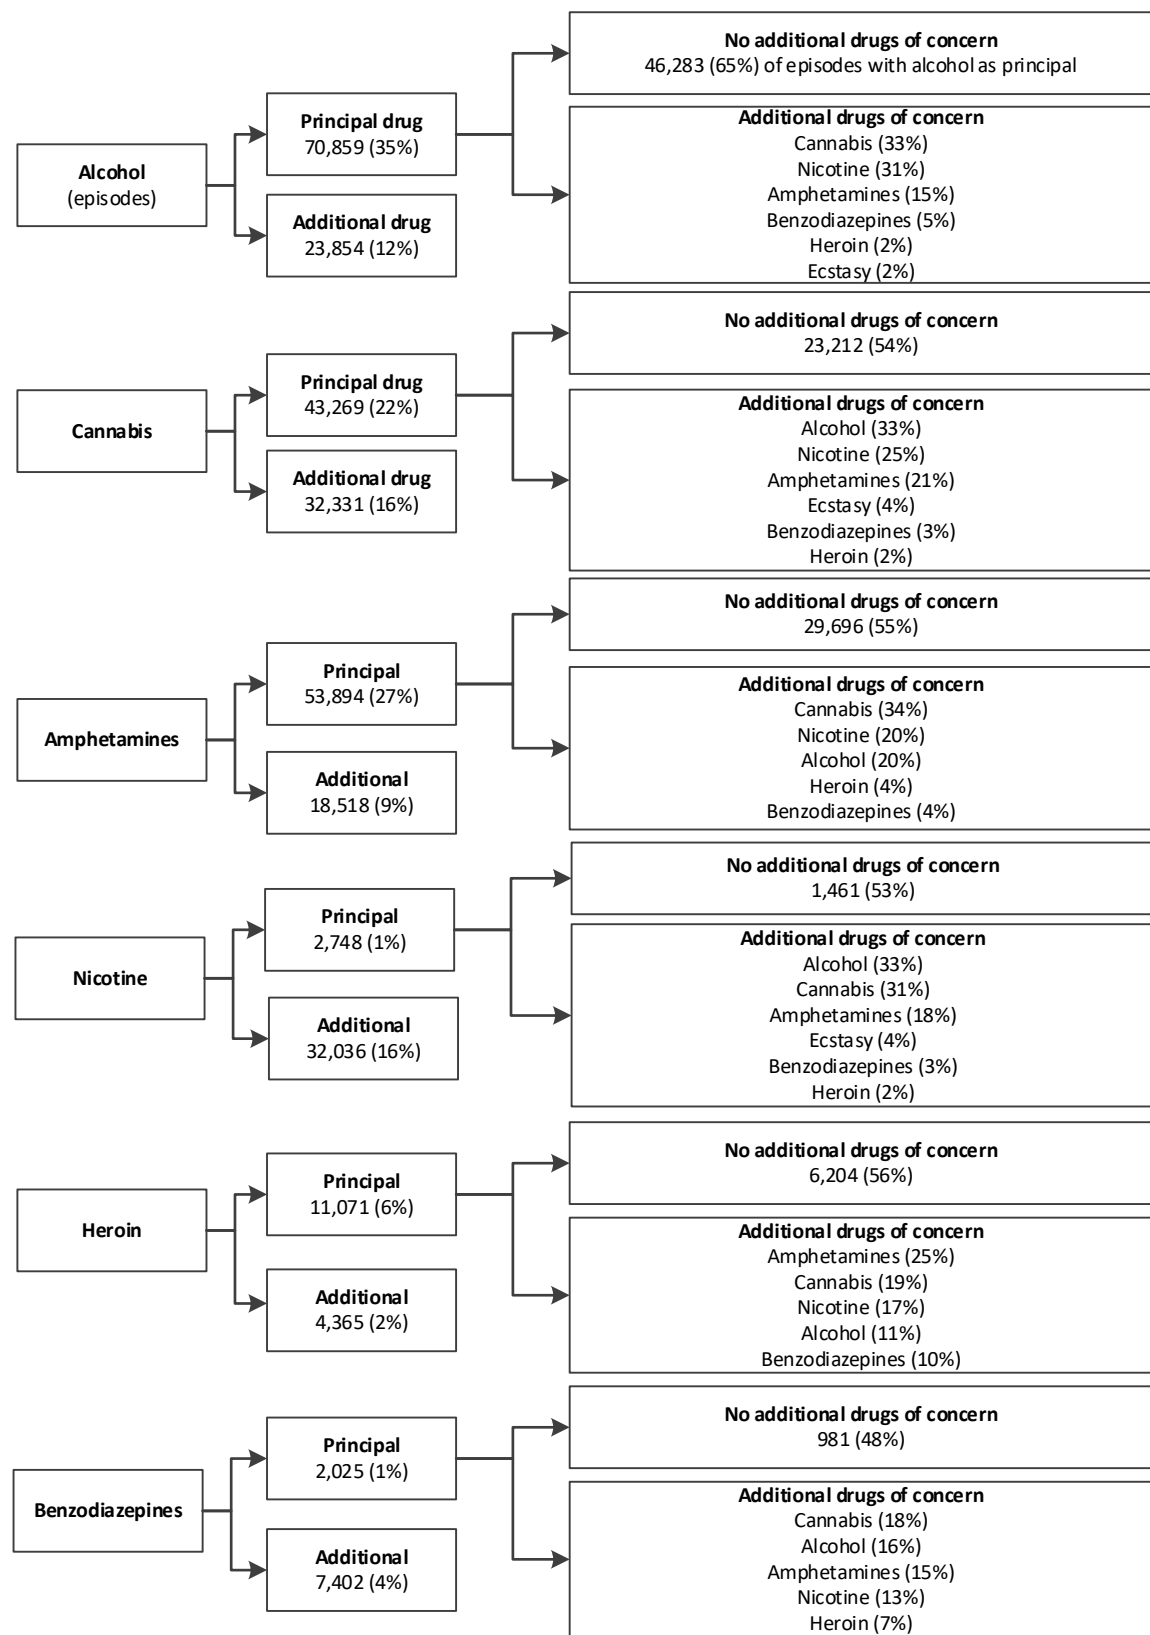 Alcohol
(episodes)
Principal drug
70,859 (35%)
Additional drug
23,854 (12%)
No additional drugs of concern
46,283 (65%) of episodes with alcohol as principal
Additional drugs of concern
Cannabis (33%)
Nicotine (31%)
Amphetamines (15%)
Benzodiazepines (5%)
Heroin (2%)
Ecstasy (2%)
Cannabis
Principal drug
43,269 (22%)
Additional drug
32,331 (16%)
No additional drugs of concern
23,212 (54%)
Additional drugs of concern
Alcohol (33%)
Nicotine (25%)
Amphetamines (21%)
Ecstasy (4%)
Benzodiazepines (3%)
Heroin (2%)
Amphetamines
Principal
53,894 (27%)
Additional
18,518 (9%)
No additional drugs of concern
29,696 (55%)
Additional drugs of concern
Cannabis (34%)
Nicotine (20%)
Alcohol (20%)
Heroin (4%)
Benzodiazepines (4%)
Nicotine
Principal
2,748 (1%)
Additional
32,036 (16%)
No additional drugs of concern
1,461 (53%)
Additional drugs of concern
Alcohol (33%)
Cannabis (31%)
Amphetamines (18%)
Ecstasy (4%)
Benzodiazepines (3%)
Heroin (2%)
Heroin
Principal
11,071 (6%)
Additional
4,365 (2%)
No additional drugs of concern
6,204 (56%)
Additional drugs of concern
Amphetamines (25%)
Cannabis (19%)
Nicotine (17%)
Alcohol (11%)
Benzodiazepines (10%)
Benzodiazepines
Principal
2,025 (1%)
Additional
7,402 (4%)
No additional drugs of concern
981 (48%)
Additional drugs of concern
Cannabis (18%)
Alcohol (16%)
Amphetamines (15%)
Nicotine (13%)
Heroin (7%)